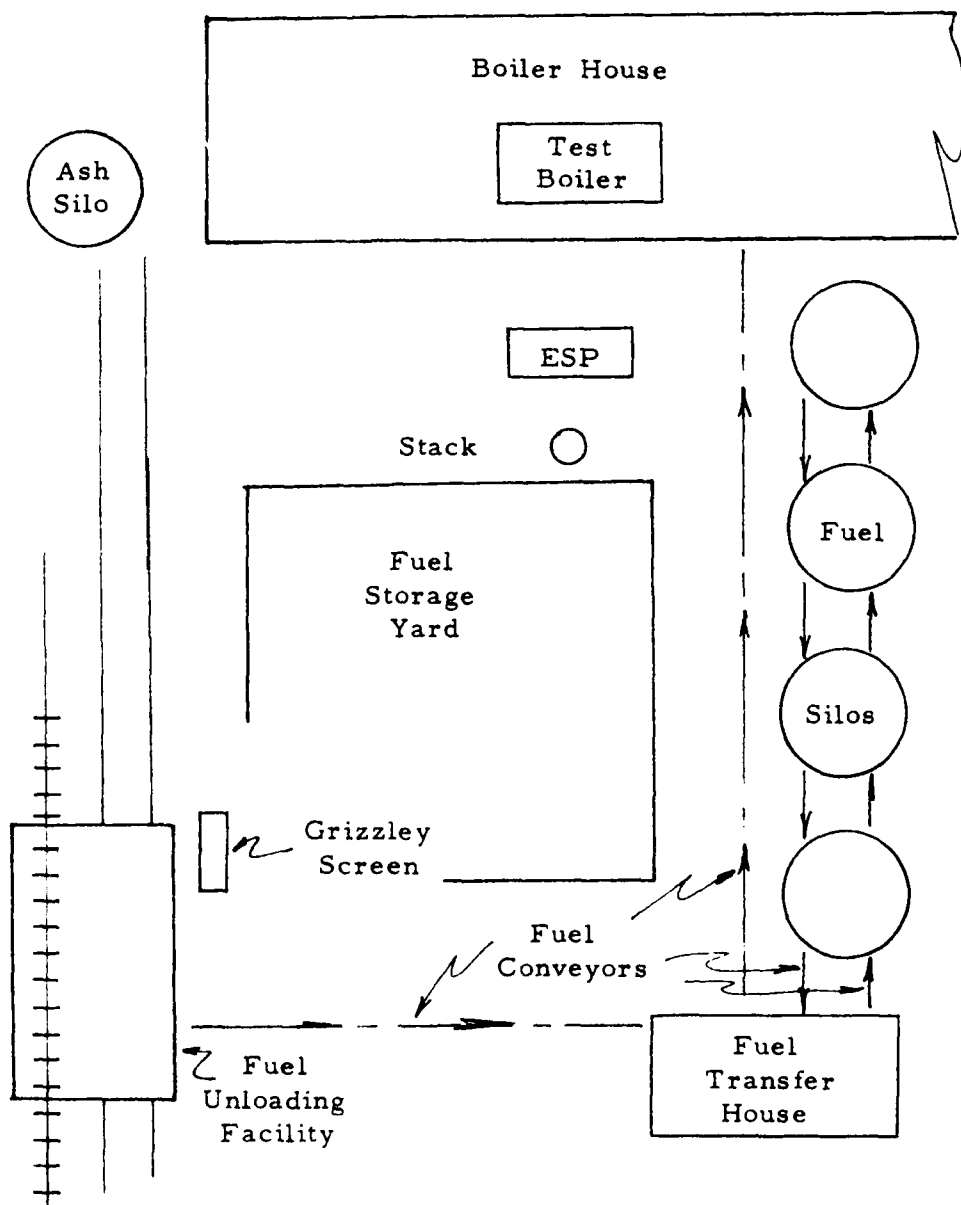 Boiler House
Test
Boiler
Ash
Silo
ESP
Stack
Fuel
Fuel
Storage
Yard
Silos
Grizzley
Screen
Fuel
Conveyors
Fuel
Unloading
Facility
Fuel
Transfer
House